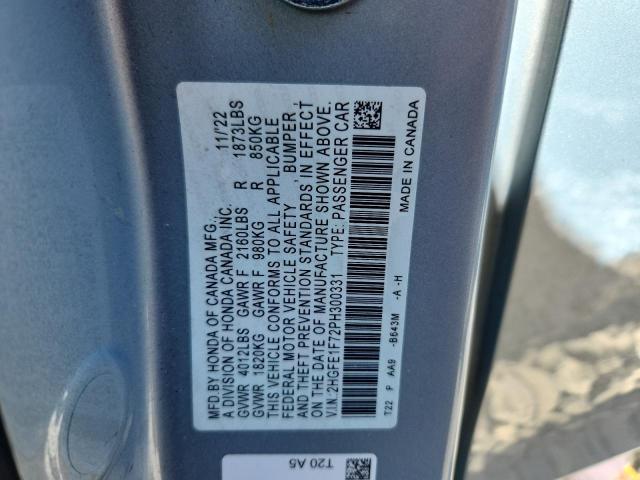 MFD.BY HONDA OF CANADA MFG., 11/'22
A DIVISION OF HONDA CANADA INC.
GVWR 4012LBS GAWR F 2160LBS R 1873LBS
GVWR 1820KG GAWR F 980KG R 850KG
THIS VEHICLE CONFORMS TO ALL APPLICABLE
FEDERAL MOTOR VEHICLE SAFETY BUMPER
AND THEFT PREVENTION STANDARDS IN EFFECT
ON THE DATE OF MANUFACTURE SHOWN ABOVE.
V.I.N.:2HGFE1F72PH300331 TYPE: PASSENGER CAR
T22 P AA9 -B643M -A -H
MADE IN CANADA
T20 A5